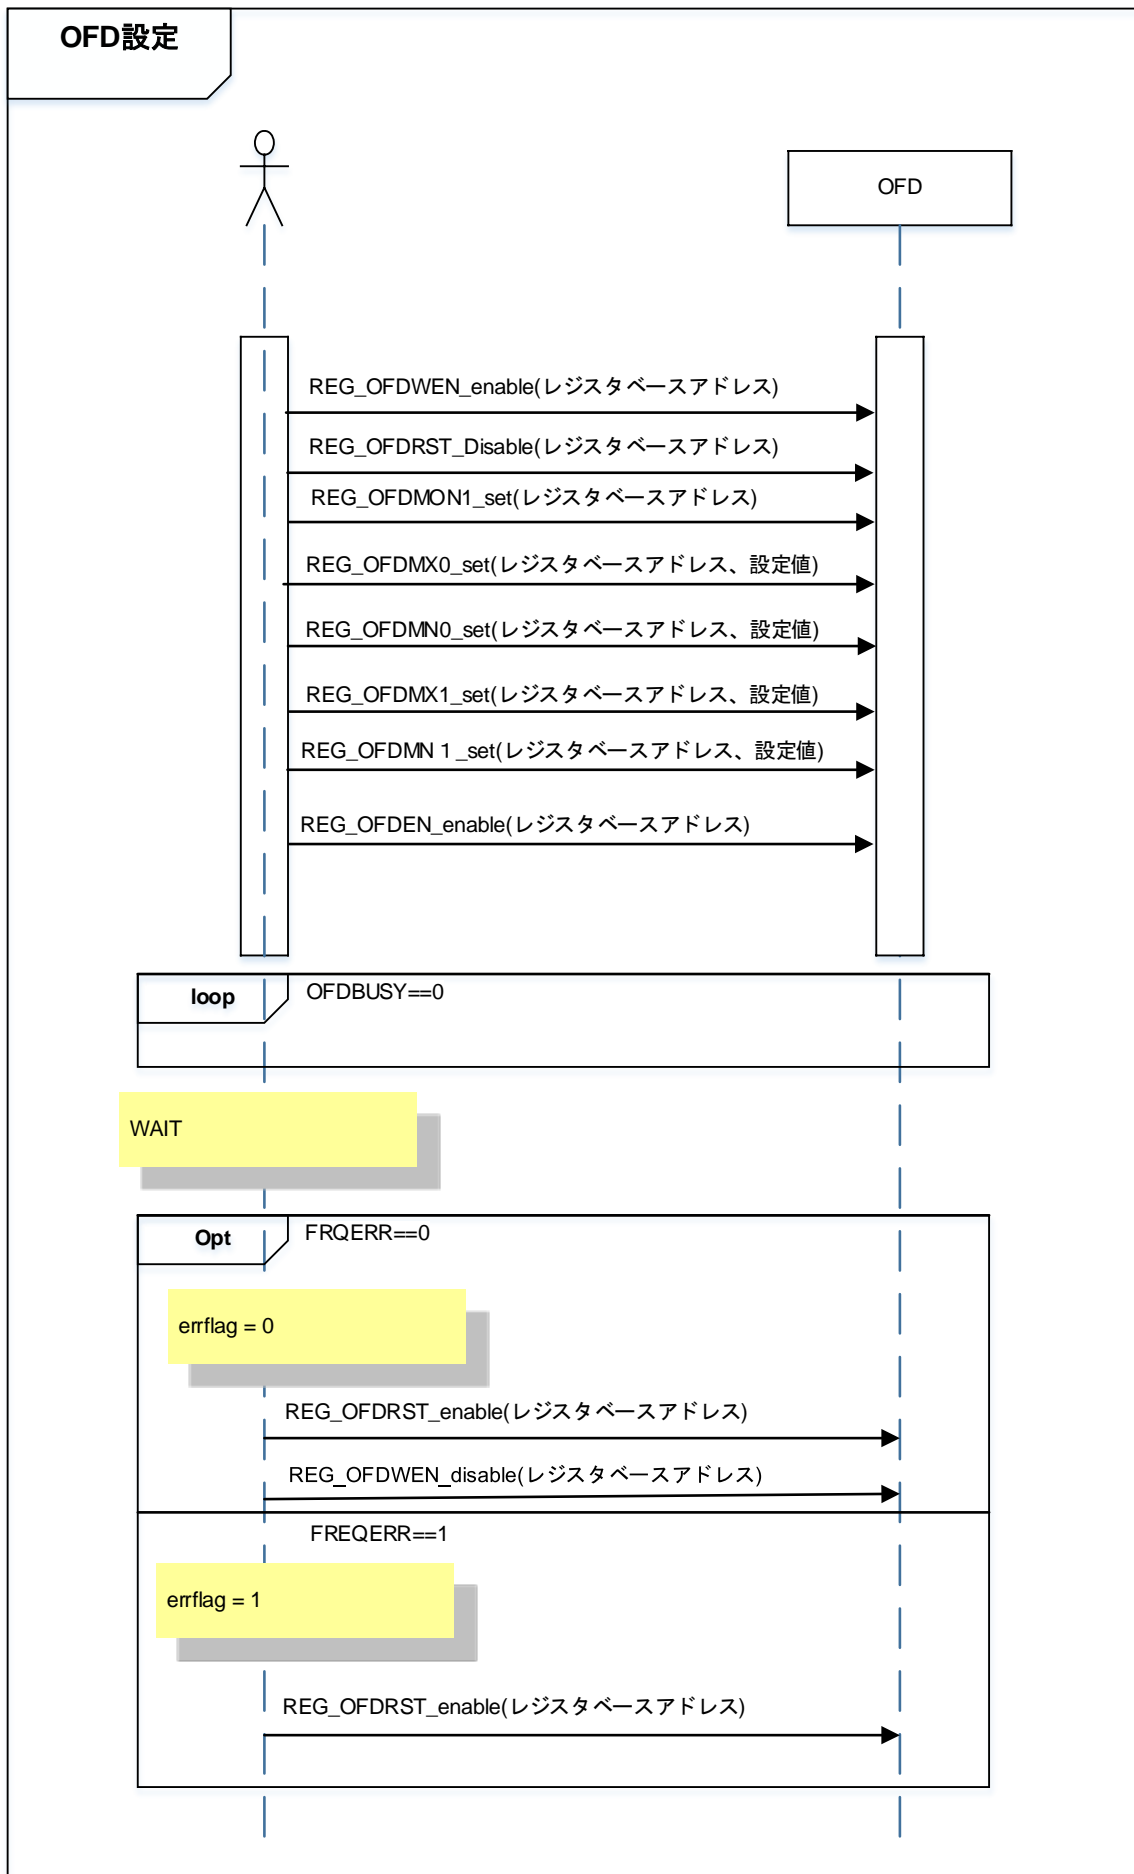 OFD設定
OFD
REG_OFDWEN_enable(レジスタベースアドレス)
REG_OFDRST_Disable(レジスタベースアドレス)
REG_OFDMON1_set(レジスタベースアドレス)
REG_OFDMX0_set(レジスタベースアドレス、設定値)
REG_OFDMN0_set(レジスタベースアドレス、設定値)
REG_OFDMX1_set(レジスタベースアドレス、設定値)
REG_OFDMN１_set(レジスタベースアドレス、設定値)
REG_OFDEN_enable(レジスタベースアドレス)
loop OFDBUSY==0
WAIT
Opt FRQERR==0
errflag = 0
REG_OFDRST_enable(レジスタベースアドレス)
REG_OFDWEN_disable(レジスタベースアドレス)
FREQERR==1
errflag = 1
REG_OFDRST_enable(レジスタベースアドレス)